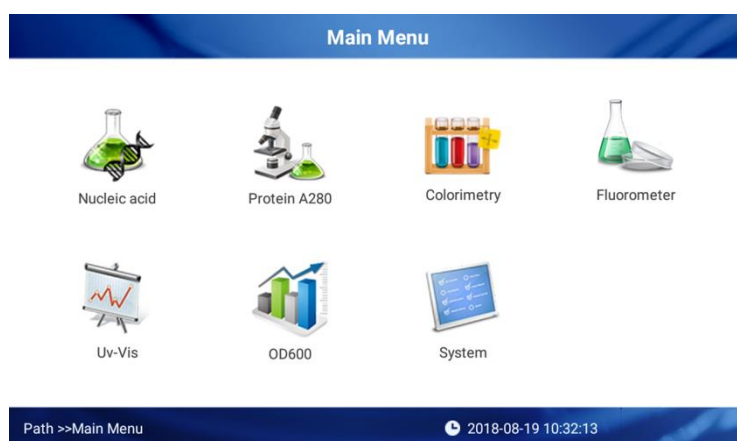 Main Menu
Nucleic acid
Protein A280
Colorimetry
Fluorometer
Uv-Vis
OD600
System
Path >>Main Menu
2018-08-19 10:32:13